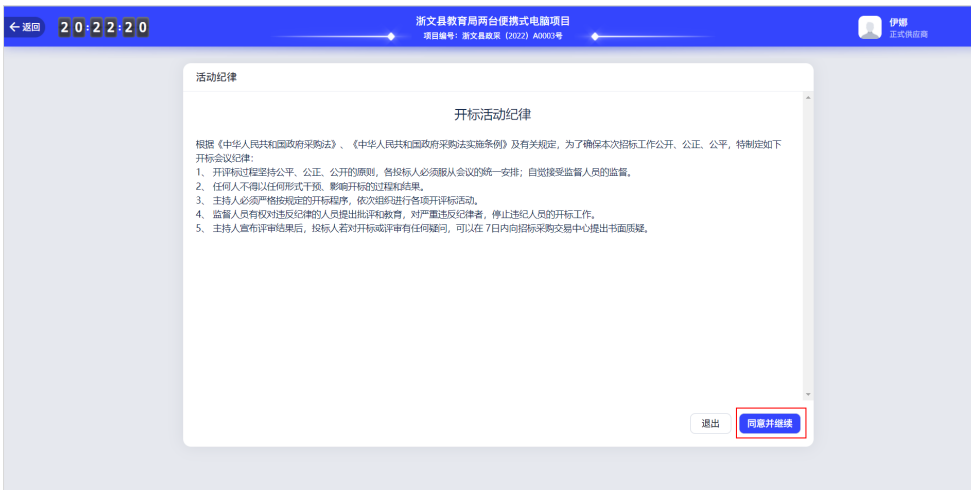 返回
20:22:20
浙文县教育局两台便携式电脑项目
项目编号：浙文县政采（2022）A0003号
伊娜
正式供应商
活动纪律
开标活动纪律
根据《中华人民共和国政府采购法》、《中华人民共和国政府采购法实施条例》及有关规定，为了确保本次招标工作公开、公正、公平，特制定如下
开标会议纪律：
1、 开评标过程坚持公平、公正、公开的原则，各投标人必须服从会议的统一安排；自觉接受监督人员的监督。
2、 任何人不得以任何形式干预、影响开标的过程和结果。
3、 主持人必须严格按规定的开标程序，依次组织进行各项开评标活动。
4、 监督人员有权对违反纪律的人员提出批评和教育，对严重违反纪律者，停止违纪人员的开标工作。
5、 主持人宣布评审结果后，投标人若对开标或评审有任何疑问，可以在 7日内向招标采购交易中心提出书面质疑。
退出
同意并继续